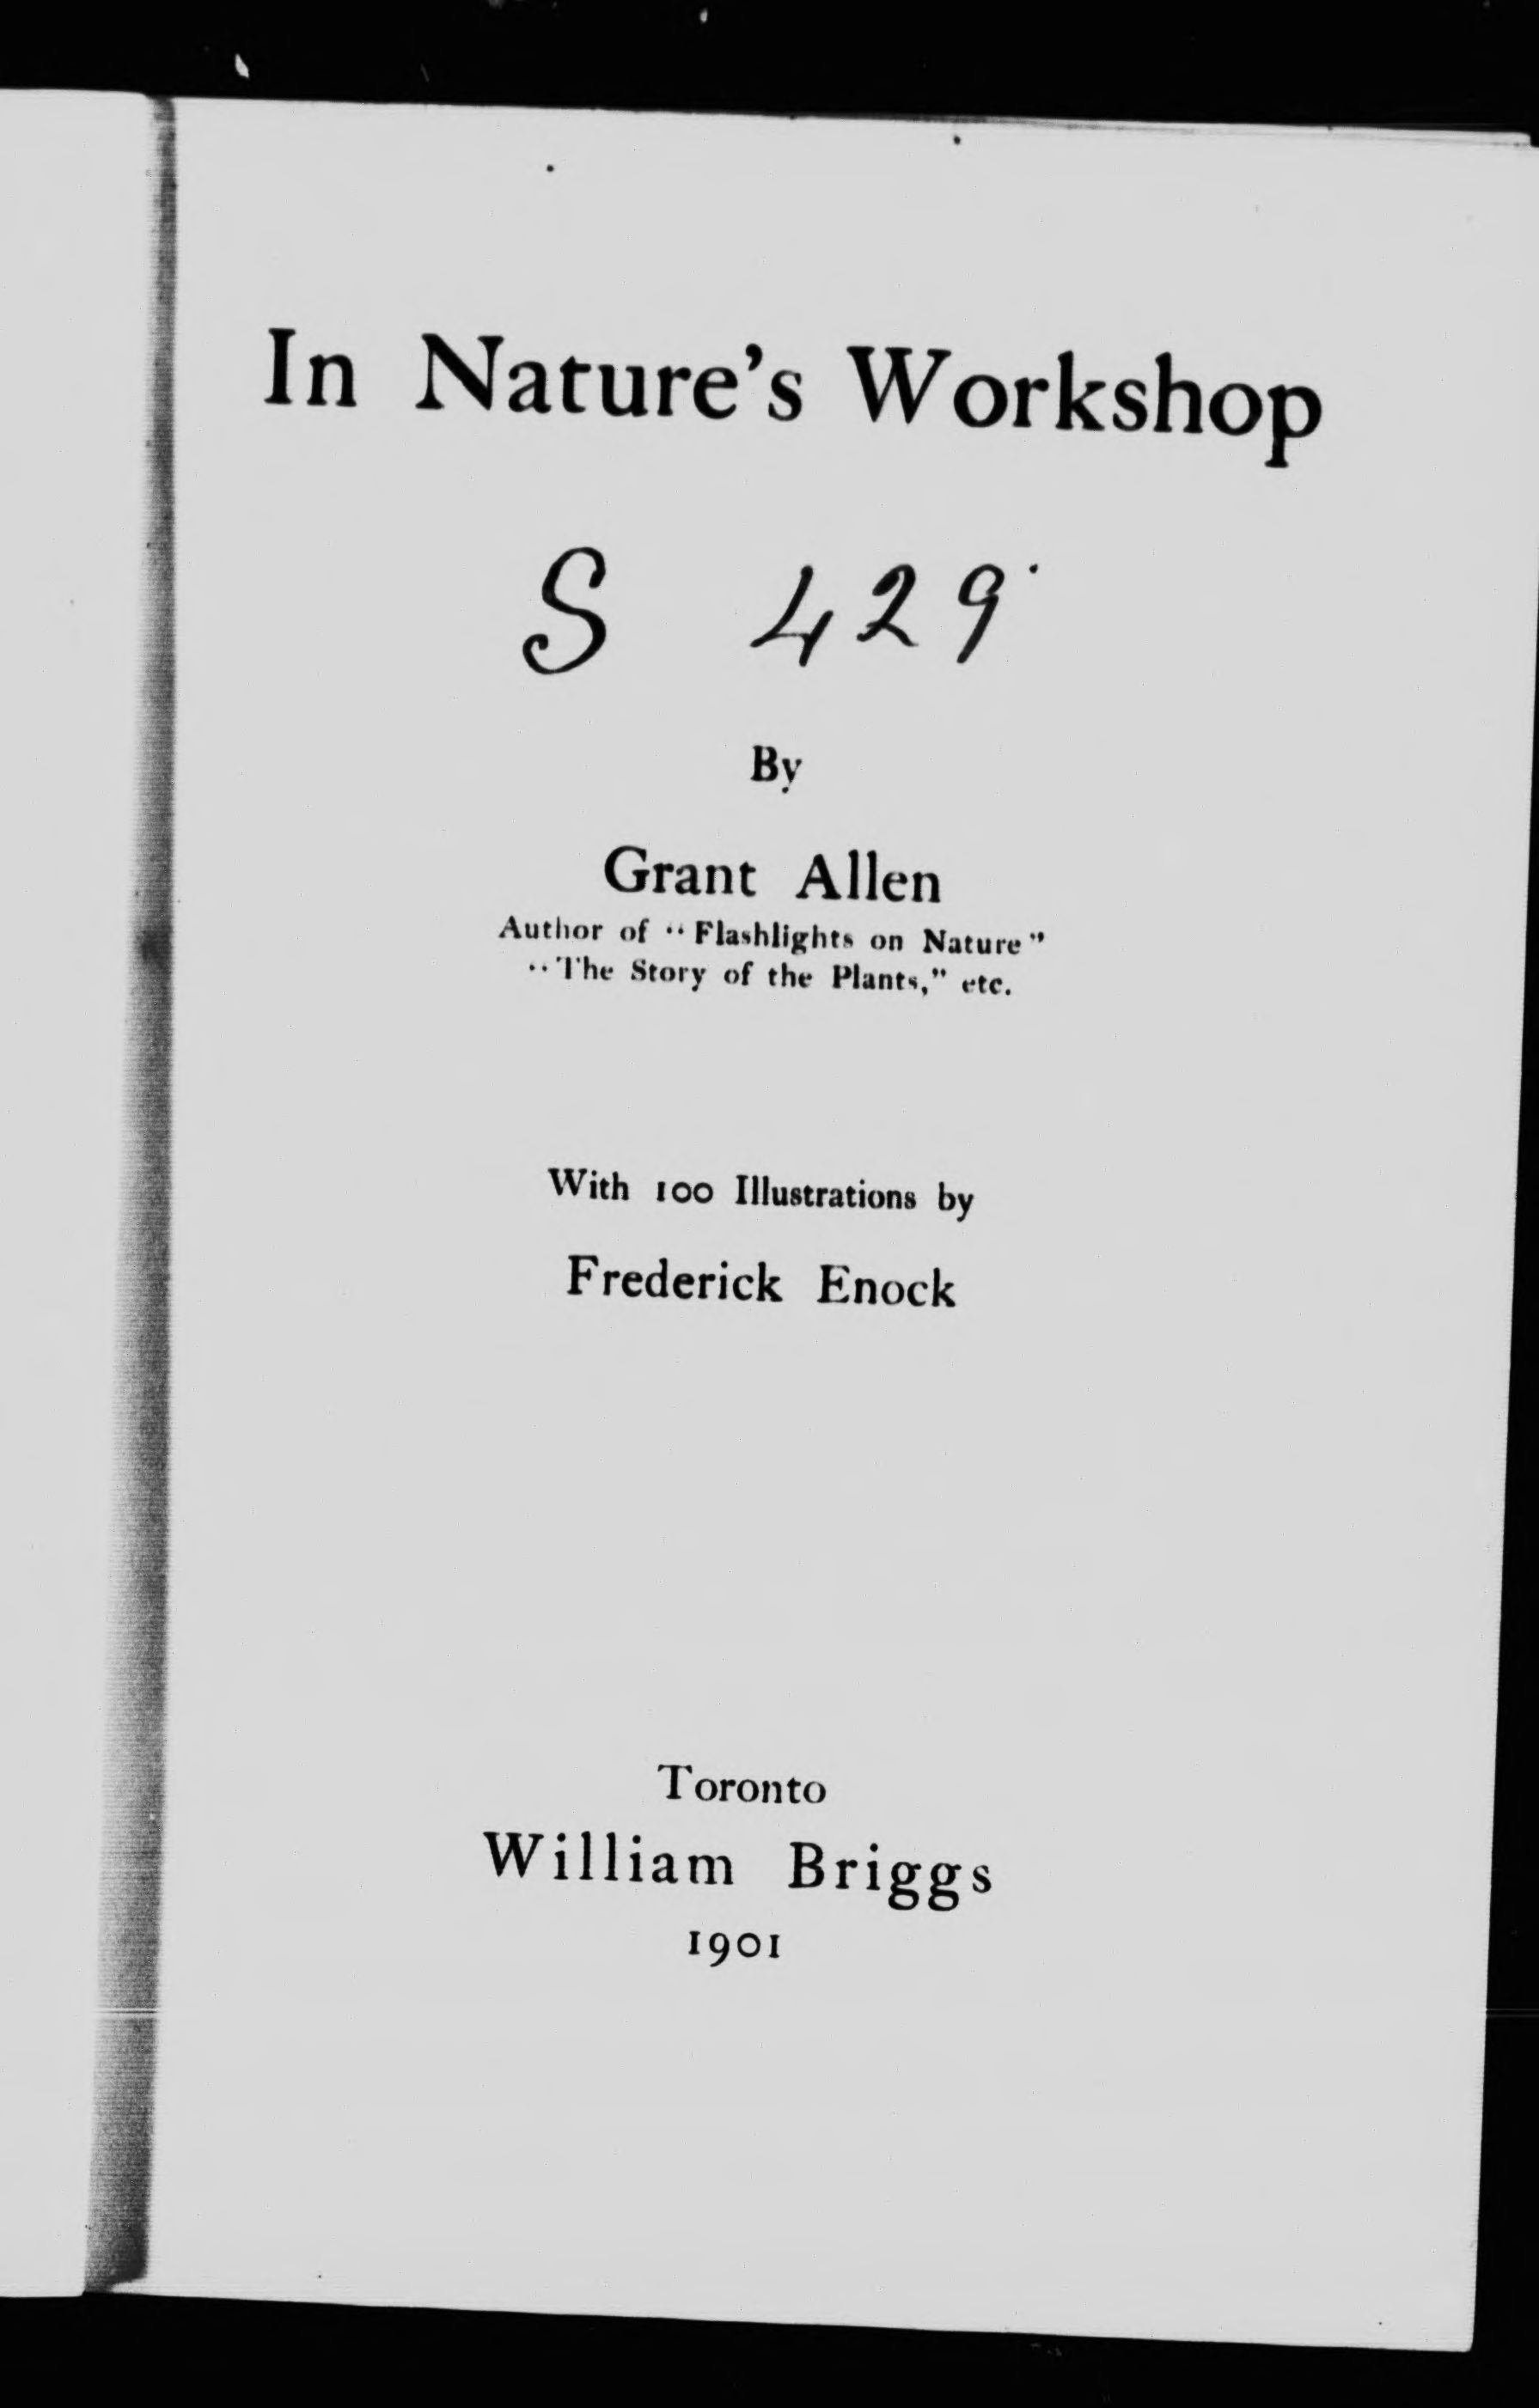 In Nature's Workshop
S 429
By
Grant Allen
Author of "Flashlights on Nature"
"The Story of the Plants," etc.
With 100 Illustrations by
Frederick Enock
Toronto
William Briggs
1901